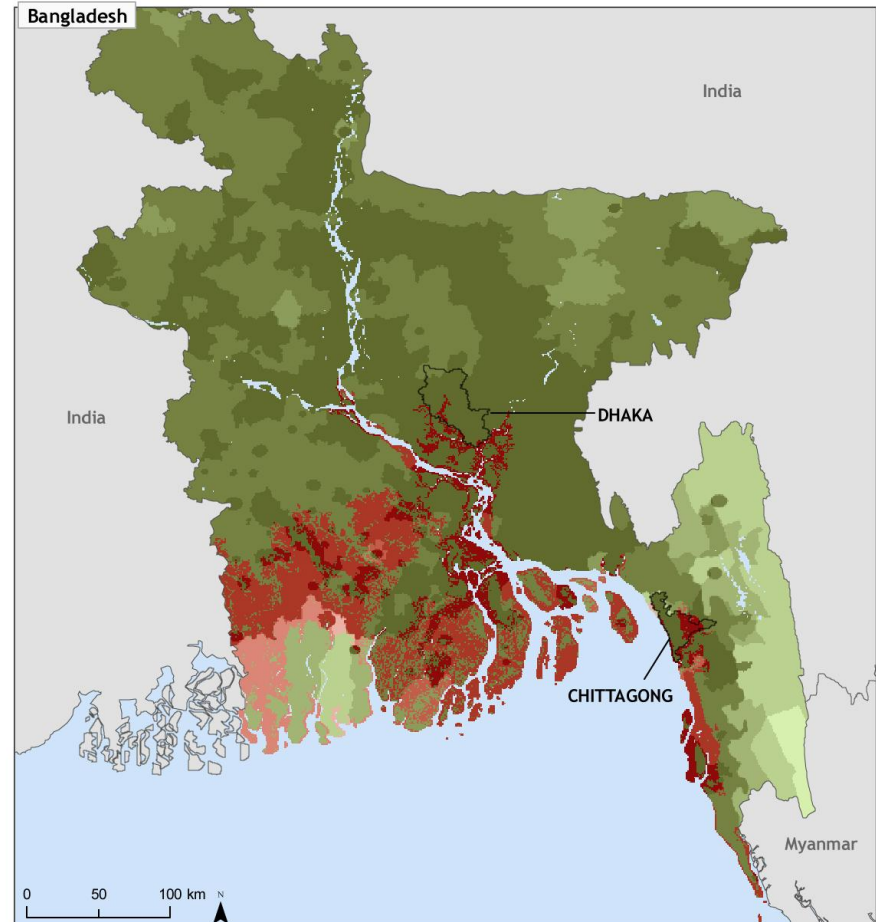 Bangladesh
India
India
DHAKA
CHITTAGONG
Myanmar
0 50 100 km N